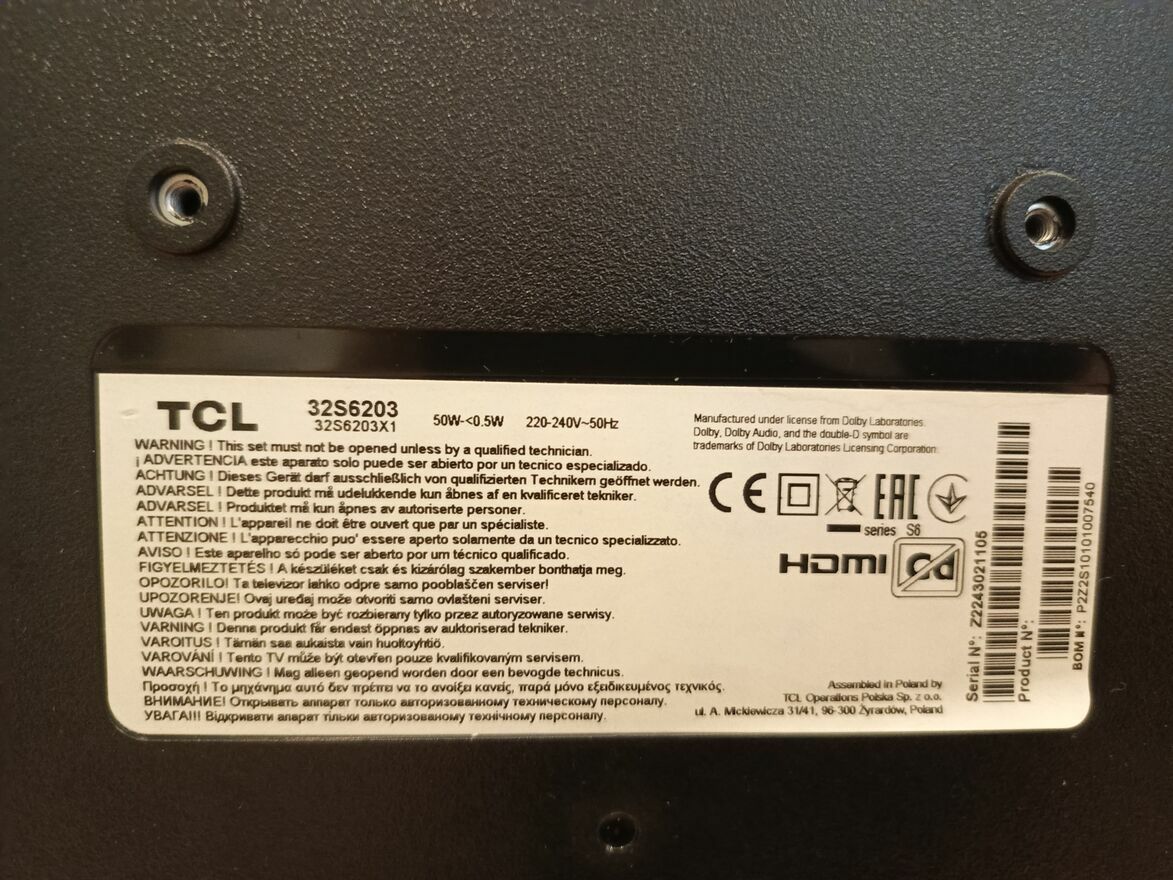 TCL
32S6203
32S6203X1
50W-<0.5W
220-240V~50Hz
WARNING ! This set must not be opened unless by a qualified technician.
¡ ADVERTENCIA este aparato solo puede ser abierto por un tecnico especializado.
ACHTUNG ! Dieses Gerät darf ausschließlich von qualifizierten Technikern geöffnet werden.
ADVARSEL ! Dette produkt må udelukkende kun åbnes af en kvalificeret tekniker.
ADVARSEL ! Produktet må kun åpnes av autoriserte personer.
ATTENTION ! L'appareil ne doit être ouvert que par un spécialiste.
ATTENZIONE ! L'apparecchio puo' essere aperto solamente da un tecnico specializzato.
AVISO ! Este aparelho só pode ser aberto por um técnico qualificado.
FIGYELMEZTETÉS ! A készüléket csak és kizárólag szakember bonthatja meg.
OPOZORILO! Ta televizor lahko odpre samo pooblaščen serviser!
UPOZORENJE! Ovaj uređaj može otvoriti samo ovlašteni serviser.
UWAGA ! Ten produkt może być rozbierany tylko przez autoryzowane serwisy.
VARNING ! Denna produkt får endast öppnas av auktoriserad tekniker.
VAROITUS ! Tämän saa aukaista vain huoltoyhtiö.
VAROVÁNÍ ! Tento TV může být otevřen pouze kvalifikovaným servisem.
WAARSCHUWING ! Mag alleen geopend worden door een bevogde technicus.
Προσοχή ! Το μηχάνημα αυτό δεν πρέπει να το ανοίξει κανείς, παρά μόνο εξειδικευμένος τεχνικός.
ВНИМАНИЕ! Открывать аппарат только авторизованному техническому персоналу.
УВАГА!!! Відкривати апарат тільки авторизованому технічному персоналу.
Manufactured under license from Dolby Laboratories.
Dolby, Dolby Audio, and the double-D symbol are
trademarks of Dolby Laboratories Licensing Corporation.
CE EAC
series S6
HDMI
Assembled in Poland by
TCL Operations Polska Sp. z o.o.
ul. A. Mickiewicza 31/41, 96-300 Żyrardów, Poland
Serial Nº: Z2243021105
Product Nº:
BOM Nº: P2Z2S10101007540